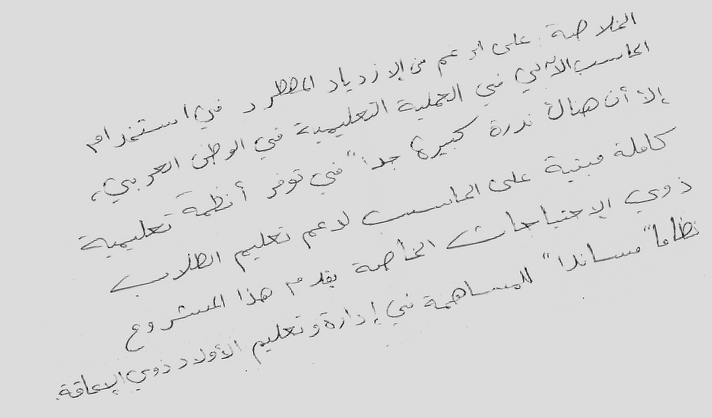 الخلاصة: على الرغم من الازدياد المطرد في استخدام
الحاسب الآلي في العملية التعليمية في الوطن العربي،
إلا أن هناك ندرة كبيرة جداً في توفر أنظمة تعليمية
كاملة مبنية على الحاسب لدعم تعليم الطلاب
ذوي الإحتياجات الخاصة يقدم هذا المشروع
نظاماً مسانداً للمساهمة في إدارة وتعليم الأولاد ذوي الإعاقة.